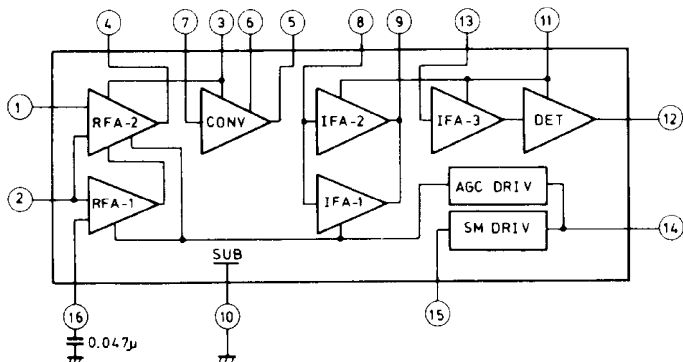 4 7 3 6 5 8 9 13 11
1
RFA-2
CONV
IFA-2
IFA-3
DET
12
2
RFA-1
IFA-1
AGC DRIV
SM DRIV
14
SUB
16
10
15
0.047μ